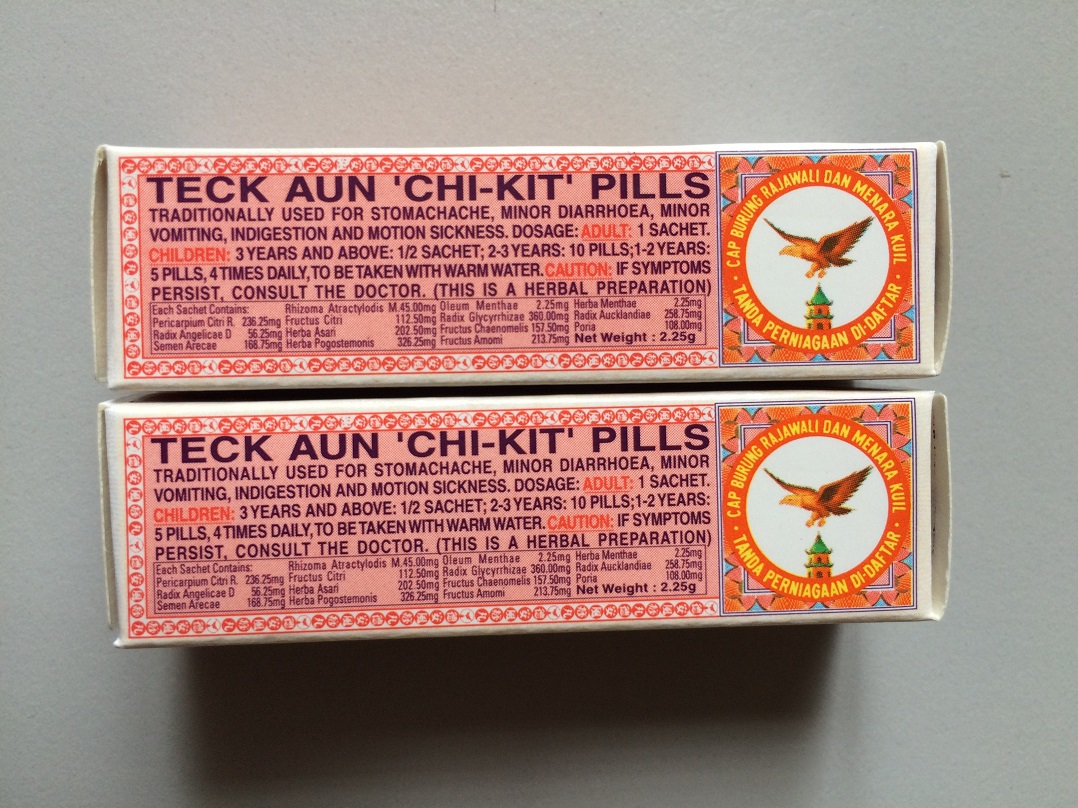 TECK AUN 'CHI-KIT' PILLS
TRADITIONALLY USED FOR STOMACHACHE, MINOR DIARRHOEA, MINOR
VOMITING, INDIGESTION AND MOTION SICKNESS. DOSAGE: ADULT: 1 SACHET.
CHILDREN: 3 YEARS AND ABOVE: 1/2 SACHET; 2-3 YEARS: 10 PILLS;1-2 YEARS:
5 PILLS, 4 TIMES DAILY, TO BE TAKEN WITH WARM WATER. CAUTION: IF SYMPTOMS
PERSIST, CONSULT THE DOCTOR. (THIS IS A HERBAL PREPARATION)
Each Sachet Contains: Rhizoma Atractylodis M.45.00mg Oleum Menthae 2.25mg Herba Menthae 2.25mg
Pericarpium Citri R. 236.25mg Fructus Citri 112.50mg Radix Glycyrrhizae 360.00mg Radix Aucklandiae 258.75mg
Radix Angelicae D 56.25mg Herba Asari 202.50mg Fructus Chaenomelis 157.50mg Poria 108.00mg
Semen Arecae 168.75mg Herba Pogostemonis 326.25mg Fructus Amomi 213.75mg Net Weight : 2.25g
CAP BURUNG RAJAWALI DAN MENARA KUIL
TANDA PERNIAGAAN DI-DAFTAR
TECK AUN 'CHI-KIT' PILLS
TRADITIONALLY USED FOR STOMACHACHE, MINOR DIARRHOEA, MINOR
VOMITING, INDIGESTION AND MOTION SICKNESS. DOSAGE: ADULT: 1 SACHET.
CHILDREN: 3 YEARS AND ABOVE: 1/2 SACHET; 2-3 YEARS: 10 PILLS;1-2 YEARS:
5 PILLS, 4 TIMES DAILY, TO BE TAKEN WITH WARM WATER. CAUTION: IF SYMPTOMS
PERSIST, CONSULT THE DOCTOR. (THIS IS A HERBAL PREPARATION)
Each Sachet Contains: Rhizoma Atractylodis M.45.00mg Oleum Menthae 2.25mg Herba Menthae 2.25mg
Pericarpium Citri R. 236.25mg Fructus Citri 112.50mg Radix Glycyrrhizae 360.00mg Radix Aucklandiae 258.75mg
Radix Angelicae D 56.25mg Herba Asari 202.50mg Fructus Chaenomelis 157.50mg Poria 108.00mg
Semen Arecae 168.75mg Herba Pogostemonis 326.25mg Fructus Amomi 213.75mg Net Weight : 2.25g
CAP BURUNG RAJAWALI DAN MENARA KUIL
TANDA PERNIAGAAN DI-DAFTAR